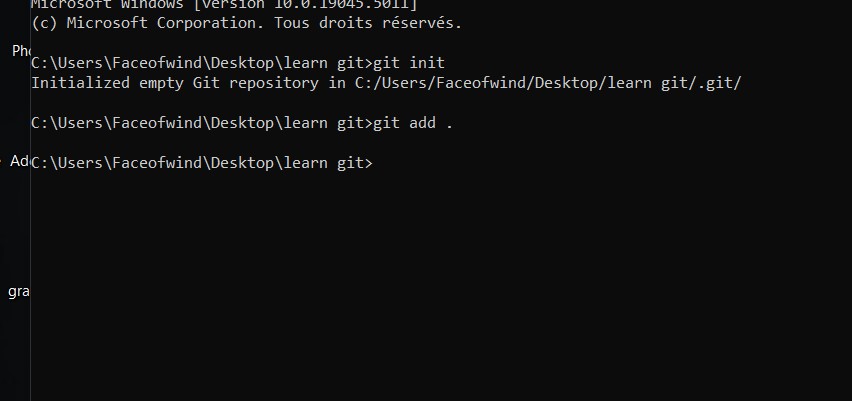 Microsoft Windows [version 10.0.19045.5011]
(c) Microsoft Corporation. Tous droits réservés.
Pho
C:\Users\Faceofwind\Desktop\learn git>git init
Initialized empty Git repository in C:/Users/Faceofwind/Desktop/learn git/.git/
C:\Users\Faceofwind\Desktop\learn git>git add .
Ad
C:\Users\Faceofwind\Desktop\learn git>
gra